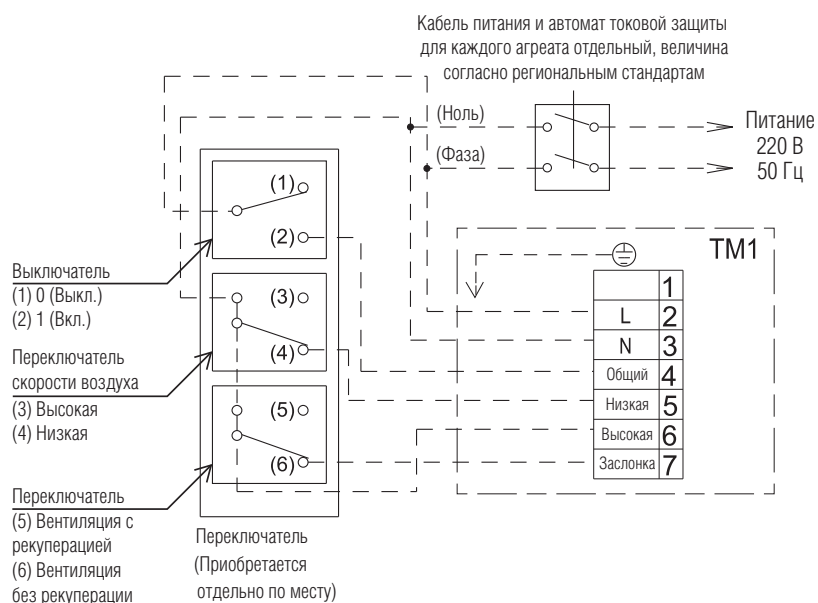 Кабель питания и автомат токовой защиты
для каждого агреата отдельный, величина
согласно региональным стандартам
(Ноль)
(Фаза)
Питание
220 В
50 Гц
(1)
(2)
Выключатель
(1) 0 (Выкл.)
(2) 1 (Вкл.)
(3)
(4)
Переключатель
скорости воздуха
(3) Высокая
(4) Низкая
(5)
(6)
Переключатель
(5) Вентиляция с
рекуперацией
(6) Вентиляция
без рекуперации
Переключатель
(Приобретается
отдельно по месту)
TM1
1
L 2
N 3
Общий 4
Низкая 5
Высокая 6
Заслонка 7